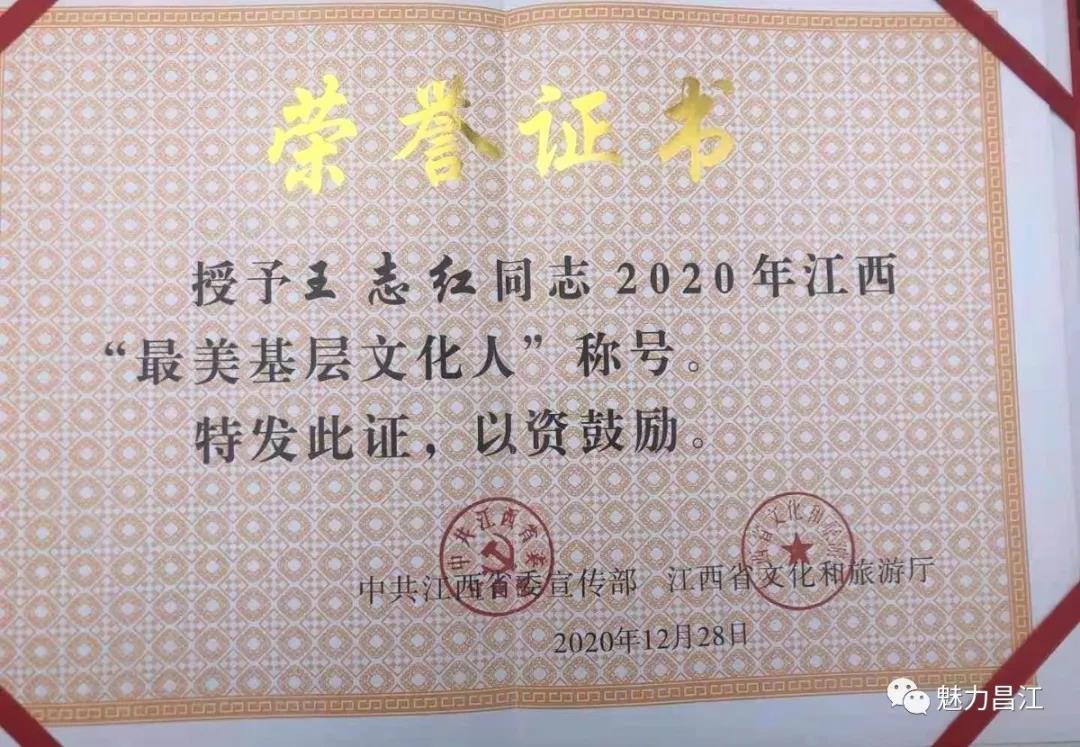 荣誉证书
授予王志红同志2020年江西
“最美基层文化人”称号。
特发此证，以资鼓励。
中共江西省委宣传部 江西省文化和旅游厅
2020年12月28日
魅力昌江